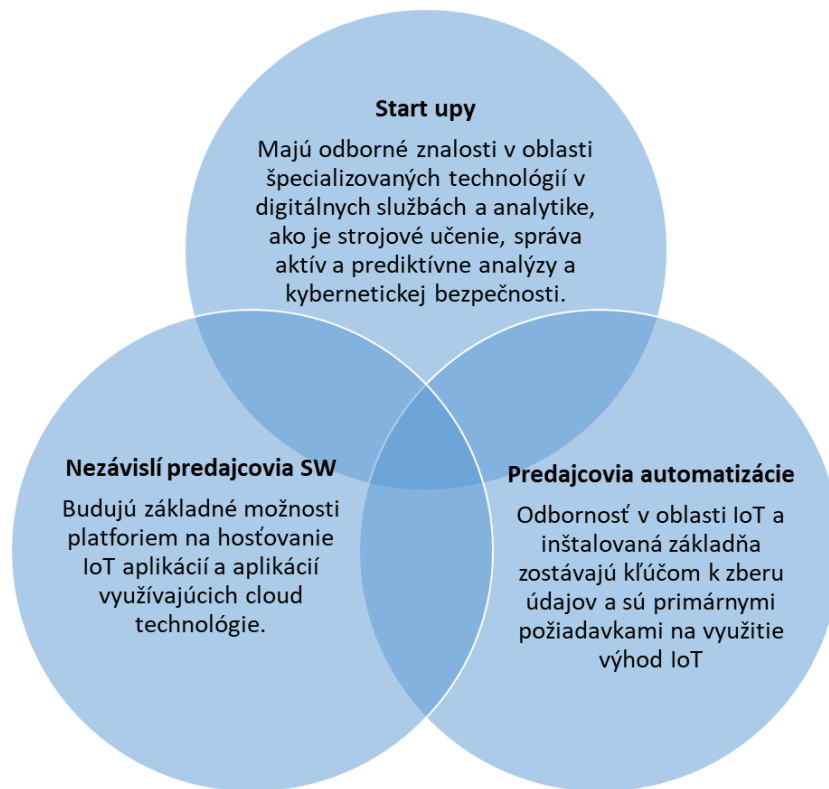 Start upy
Majú odborné znalosti v oblasti
špecializovaných technológií v
digitálnych službách a analytike,
ako je strojové učenie, správa
aktív a prediktívne analýzy a
kybernetickej bezpečnosti.
Nezávislí predajcovia SW
Budujú základné možnosti
platforiem na hosťovanie
IoT aplikácií a aplikácií
využívajúcich cloud
technológie.
Predajcovia automatizácie
Odbornosť v oblasti IoT a
inštalovaná základňa
zostávajú kľúčom k zberu
údajov a sú primárnymi
požiadavkami na využitie
výhod IoT